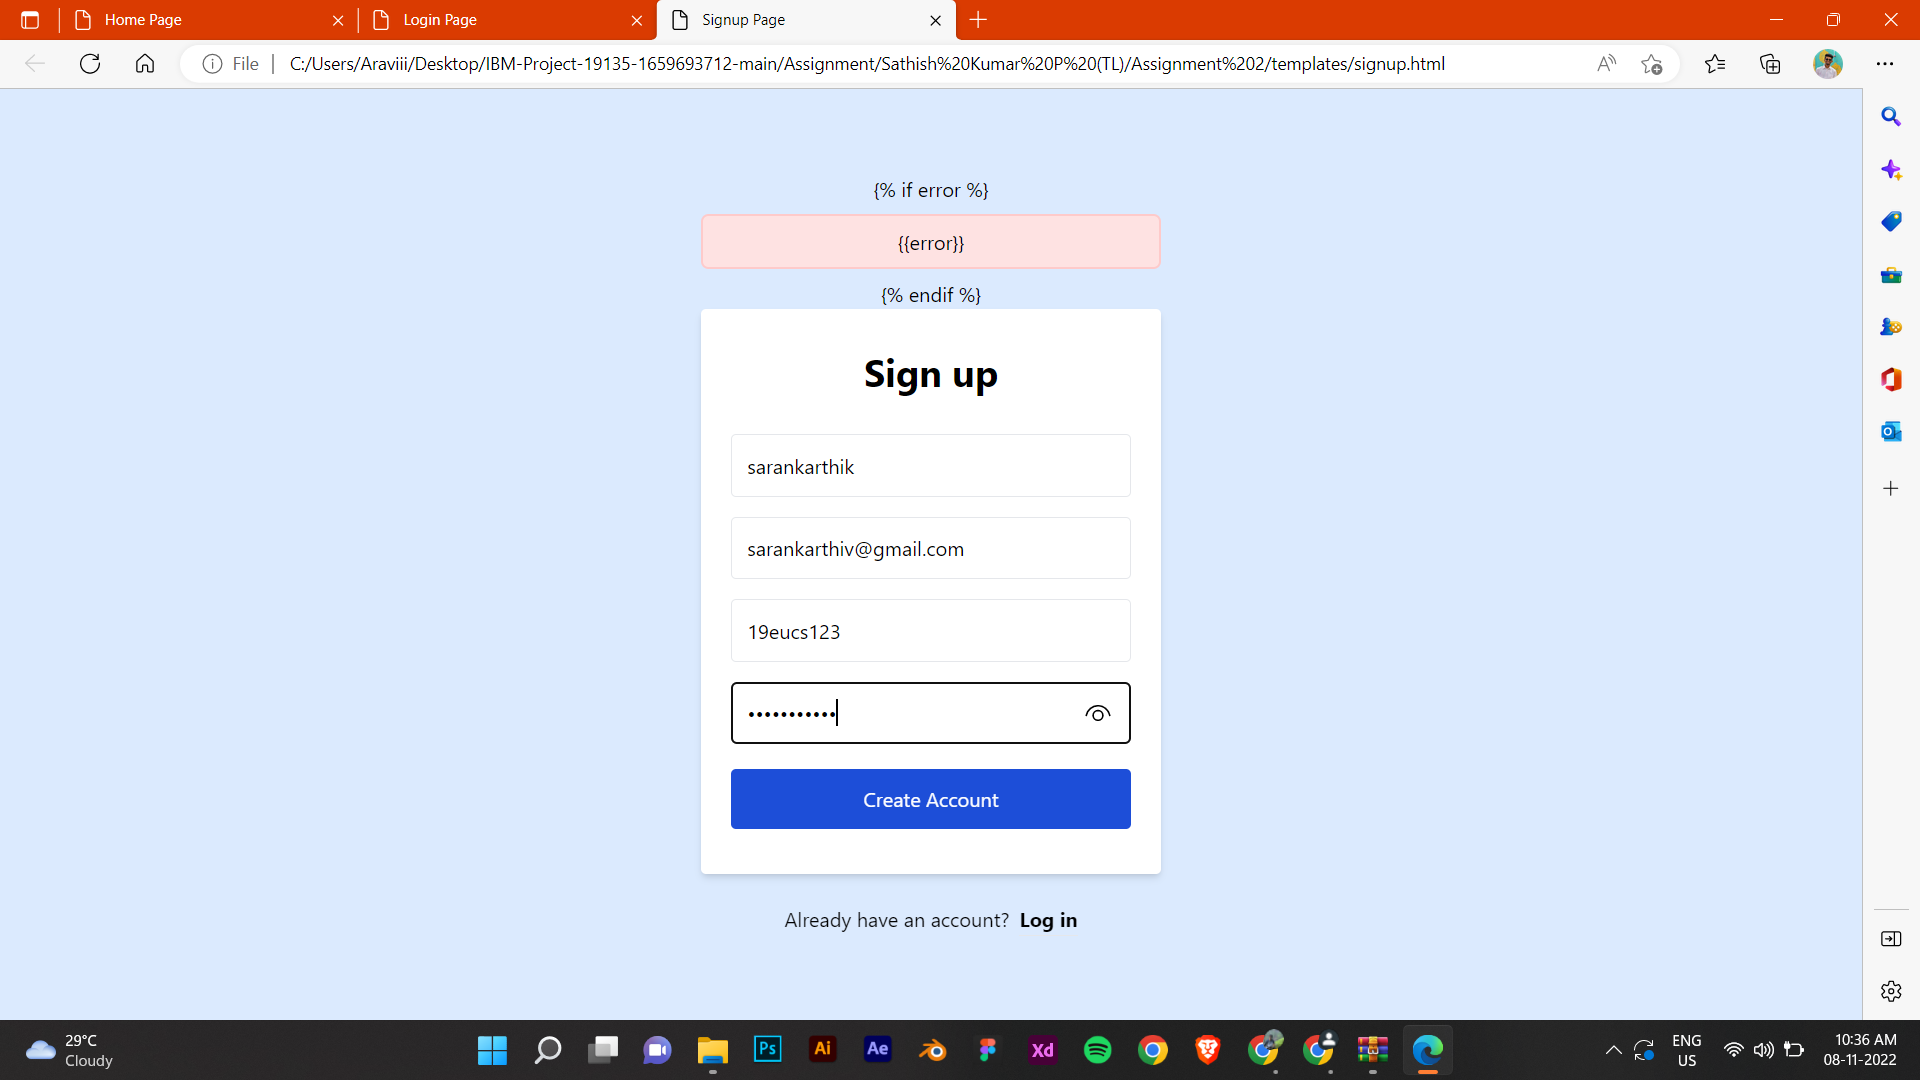 Home Page
Login Page
Signup Page
File
C:/Users/Araviii/Desktop/IBM-Project-19135-1659693712-main/Assignment/Sathish%20Kumar%20P%20(TL)/Assignment%202/templates/signup.html
{% if error %}
{{error}}
{% endif %}
Sign up
sarankarthik
sarankarthiv@gmail.com
19eucs123
•••••••••••
Create Account
Already have an account? Log in
29°C
Cloudy
Ps
Ai
Ae
Xd
ENG
US
10:36 AM
08-11-2022